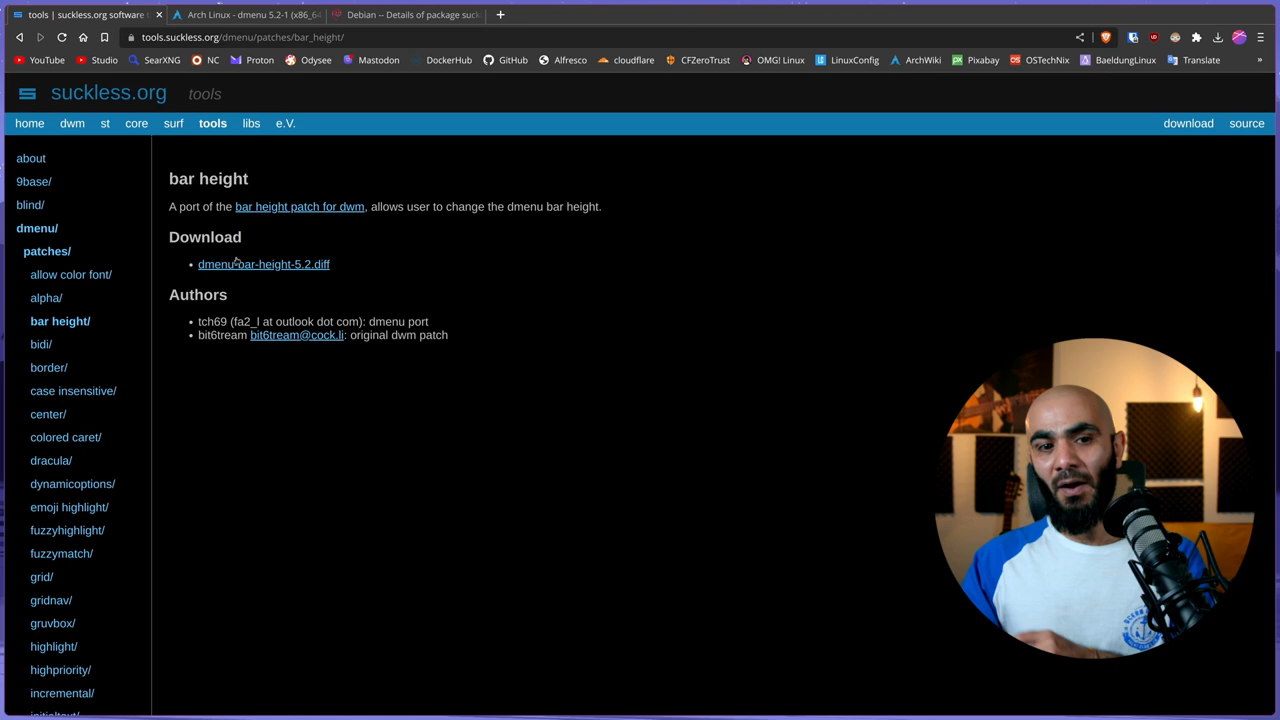 tools | suckless.org software
Arch Linux - dmenu 5.2-1 (x86_64
Debian -- Details of package suck
tools.suckless.org/dmenu/patches/bar_height/
YouTube
Studio
SearXNG
NC
Proton
Odysee
Mastodon
DockerHub
GitHub
Alfresco
cloudflare
CFZeroTrust
OMG! Linux
LinuxConfig
ArchWiki
Pixabay
OSTechNix
BaeldungLinux
Translate
suckless.org tools
home dwm st core surf tools libs e.V. download source
about
9base/
blind/
dmenu/
patches/
allow color font/
alpha/
bar height/
bidi/
border/
case insensitive/
center/
colored caret/
dracula/
dynamicoptions/
emoji highlight/
fuzzyhighlight/
fuzzymatch/
grid/
gridnav/
gruvbox/
highlight/
highpriority/
incremental/
initialtext/
bar height
A port of the bar height patch for dwm, allows user to change the dmenu bar height.
Download
• dmenu-bar-height-5.2.diff
Authors
• tch69 (fa2_l at outlook dot com): dmenu port
• bit6tream bit6tream@cock.li: original dwm patch